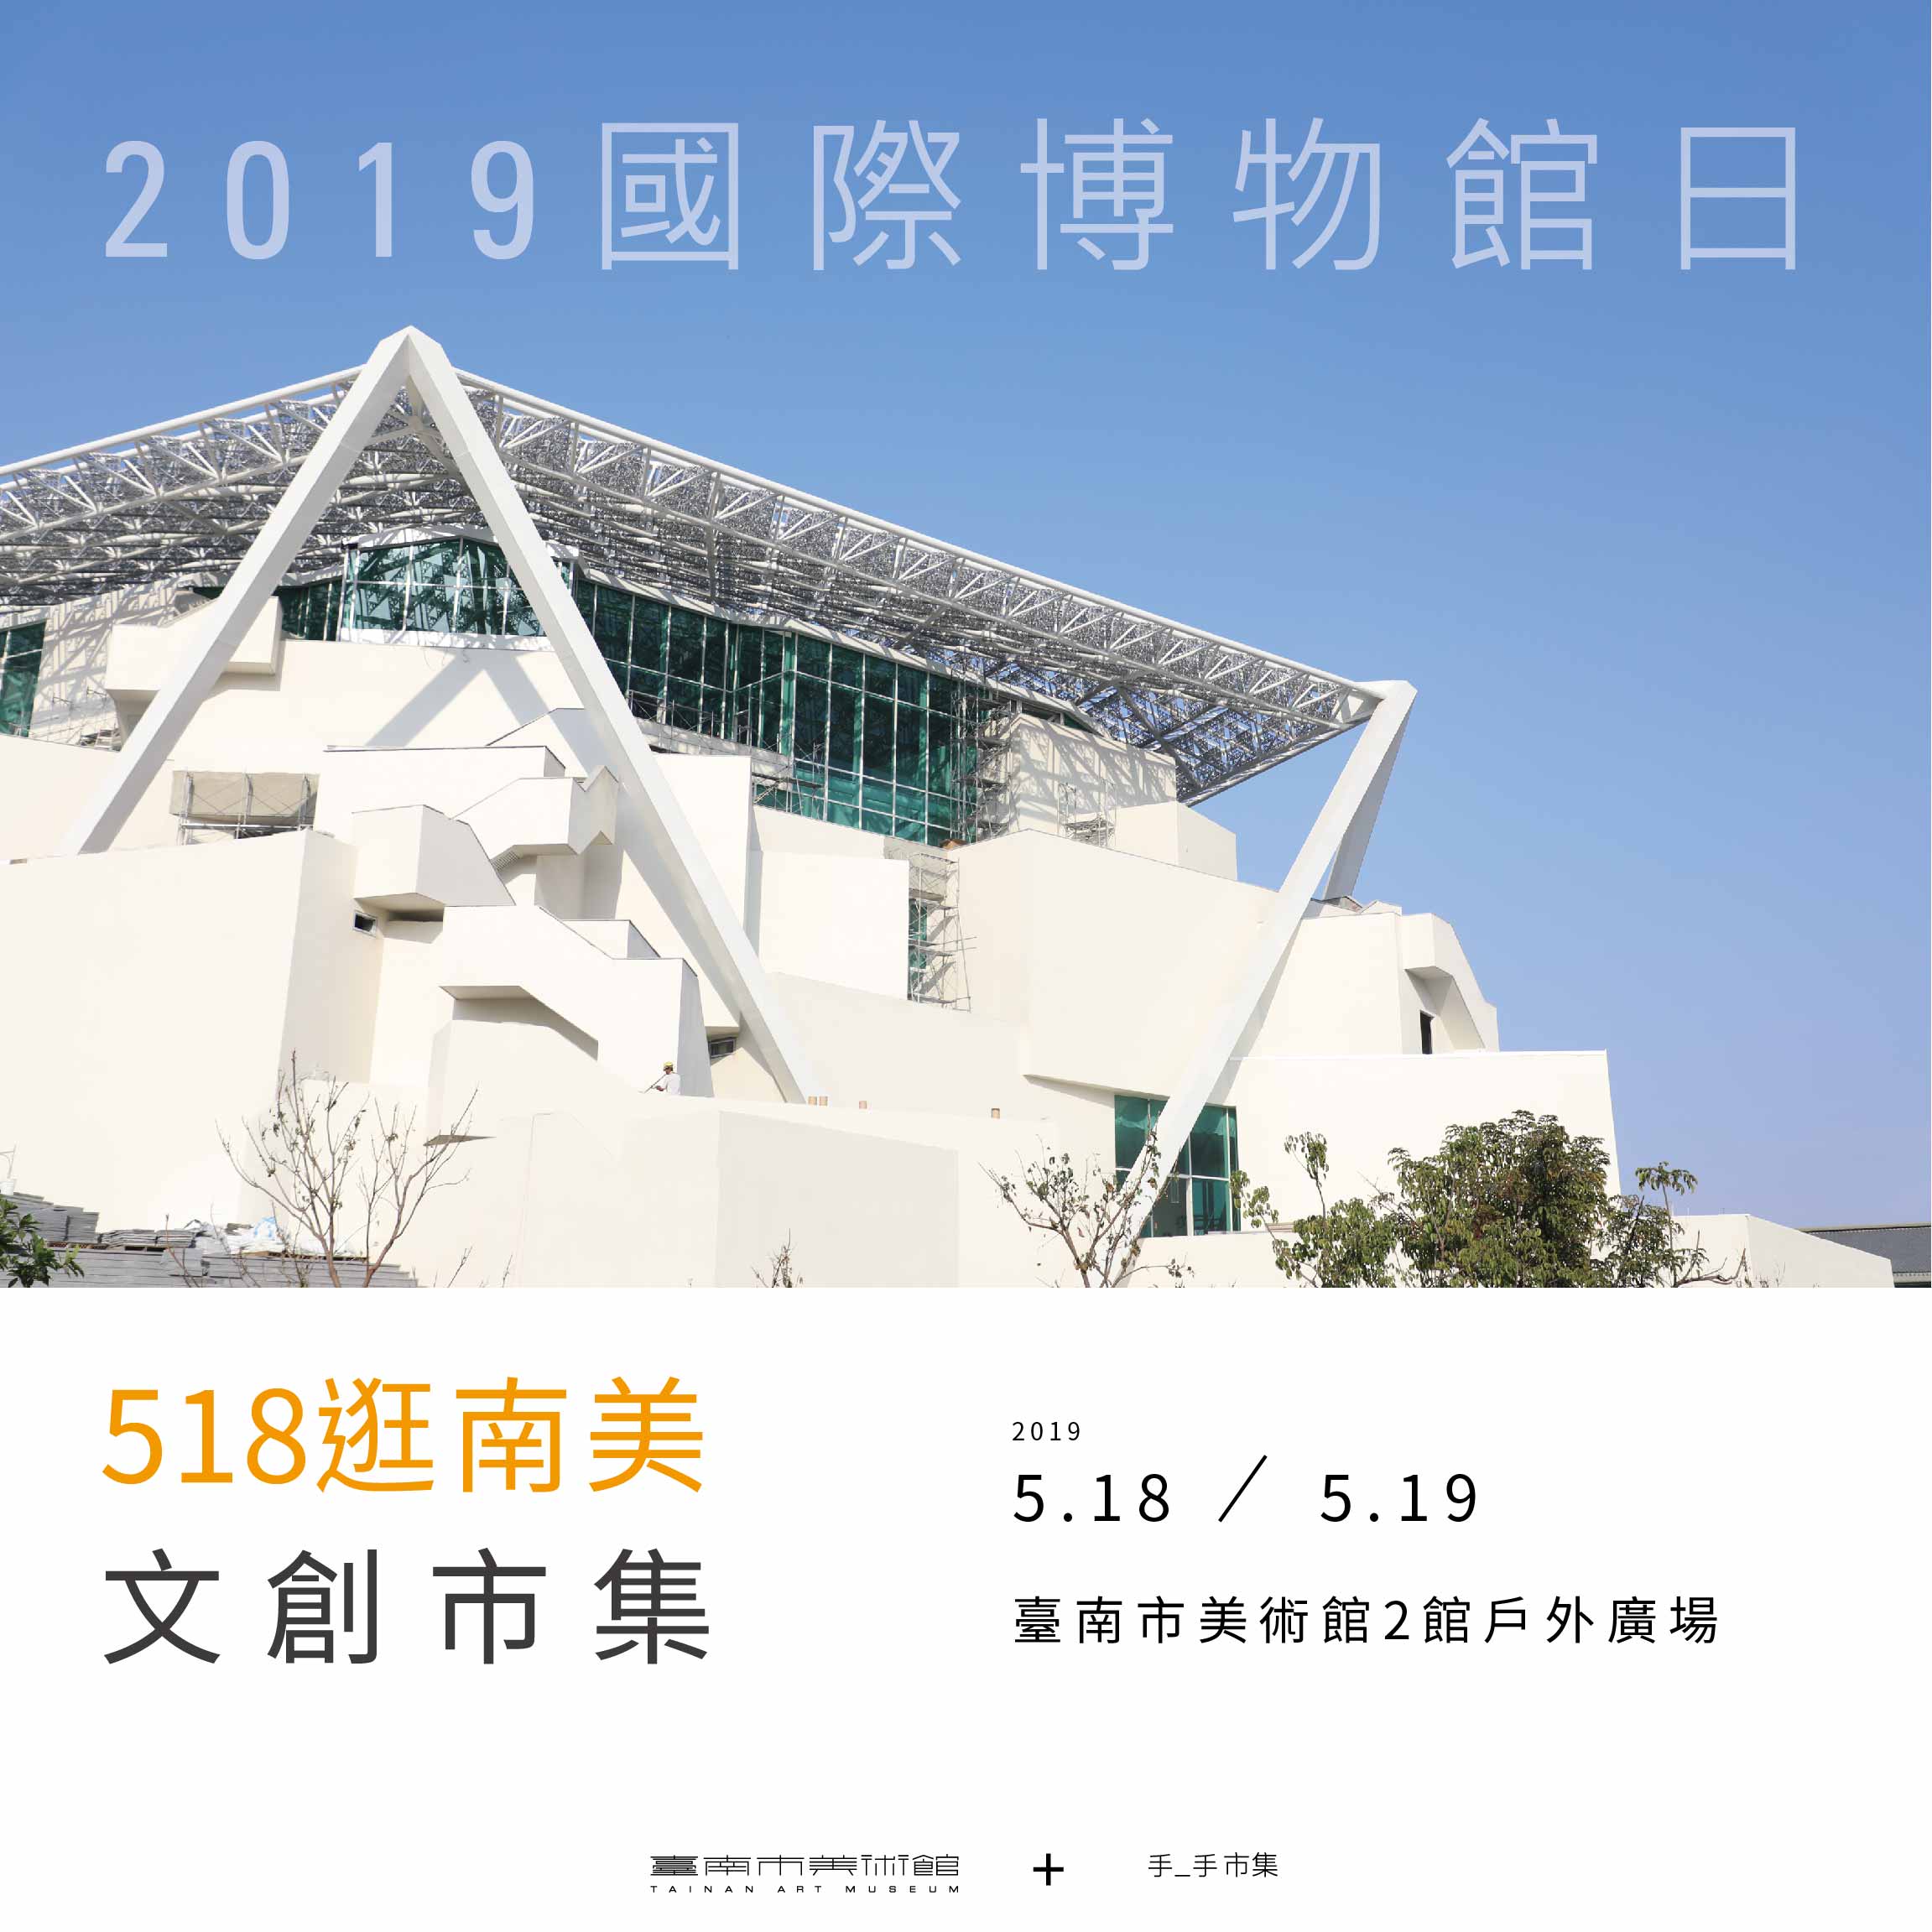 2019國際博物館日
518逛南美
文創市集
2019
5.18 ／ 5.19
臺南市美術館2館戶外廣場
臺南市美術館
TAINAN ART MUSEUM
+
手_手市集